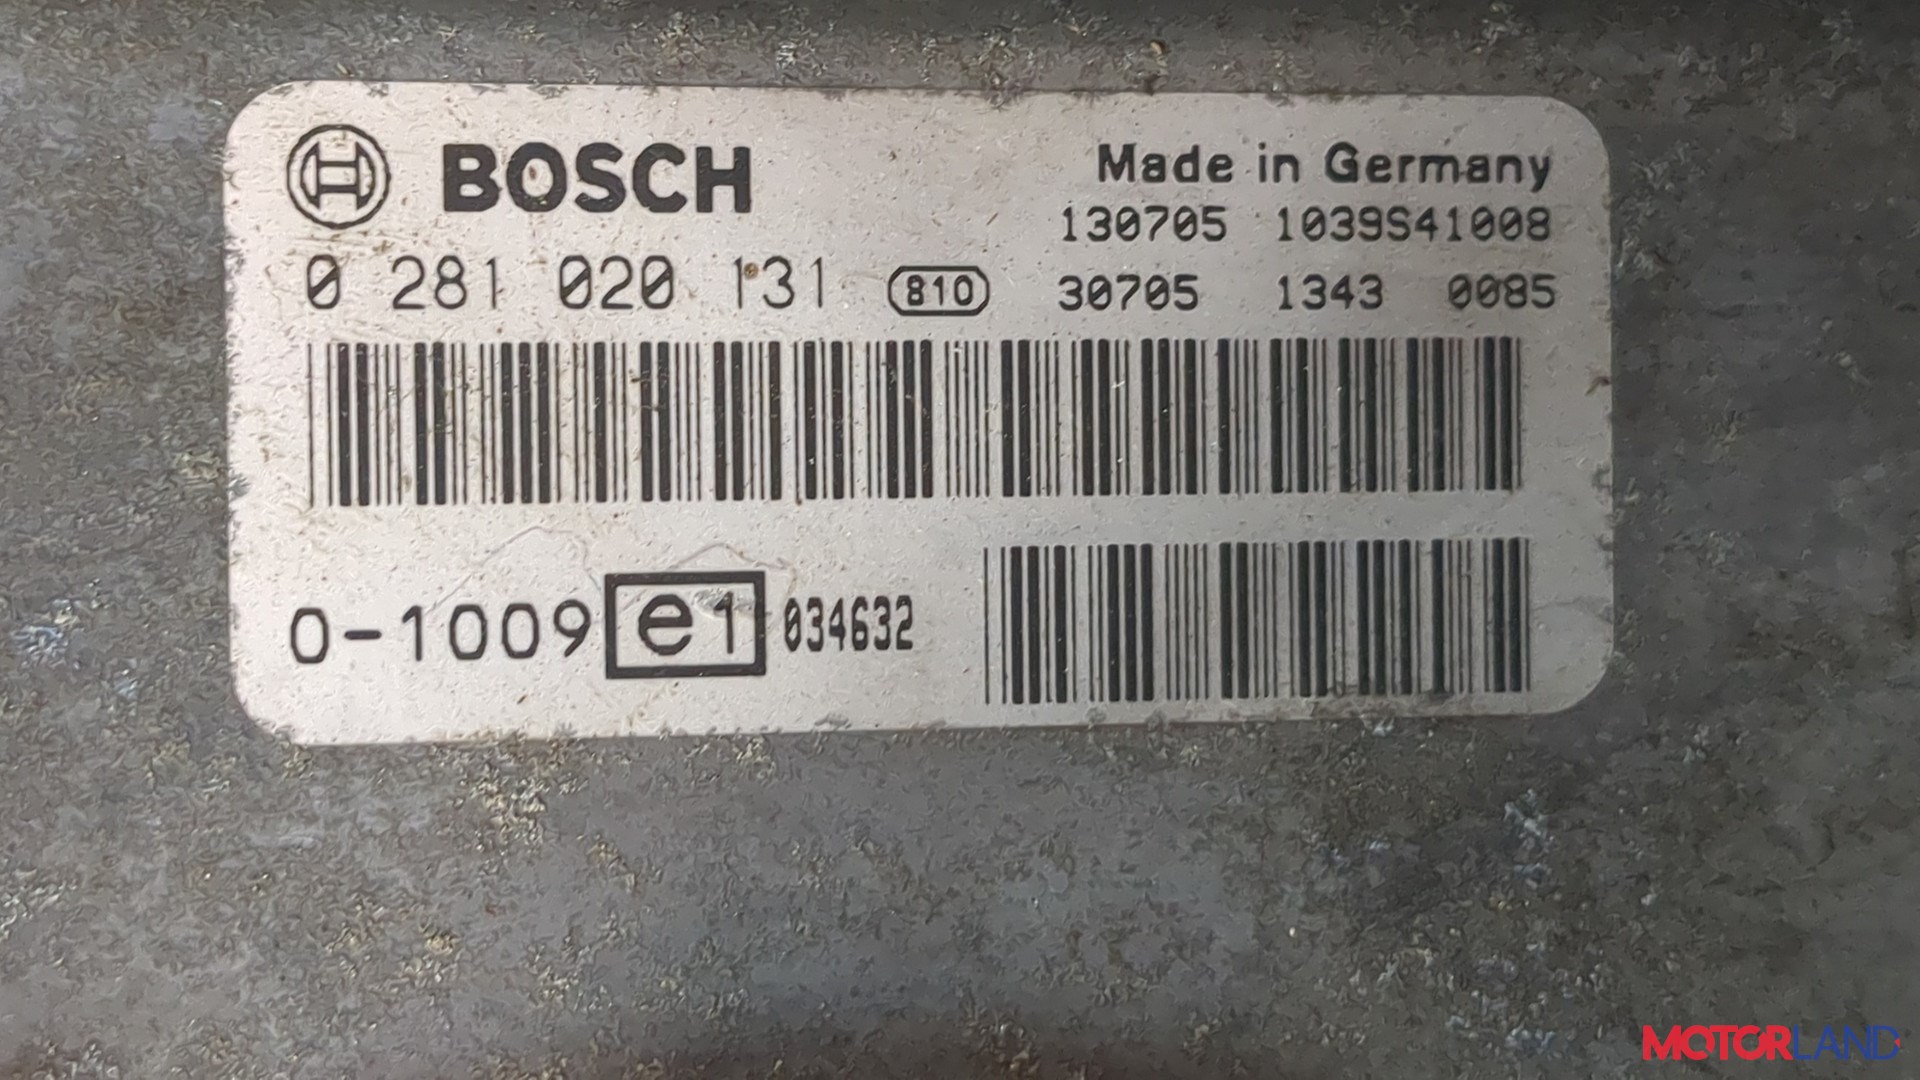 BOSCH
Made in Germany
130705 1039S41008
0 281 020 131 810 30705 1343 0085
0-1009 e1 034632
MOTORLAND